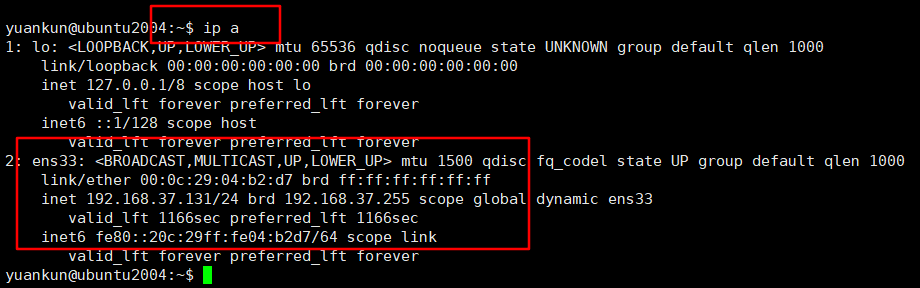 yuankun@ubuntu2004:~$ ip a
1: lo: <LOOPBACK,UP,LOWER_UP> mtu 65536 qdisc noqueue state UNKNOWN group default qlen 1000
    link/loopback 00:00:00:00:00:00 brd 00:00:00:00:00:00
    inet 127.0.0.1/8 scope host lo
       valid_lft forever preferred_lft forever
    inet6 ::1/128 scope host
       valid_lft forever preferred_lft forever
2: ens33: <BROADCAST,MULTICAST,UP,LOWER_UP> mtu 1500 qdisc fq_codel state UP group default qlen 1000
    link/ether 00:0c:29:04:b2:d7 brd ff:ff:ff:ff:ff:ff
    inet 192.168.37.131/24 brd 192.168.37.255 scope global dynamic ens33
       valid_lft 1166sec preferred_lft 1166sec
    inet6 fe80::20c:29ff:fe04:b2d7/64 scope link
       valid_lft forever preferred_lft forever
yuankun@ubuntu2004:~$